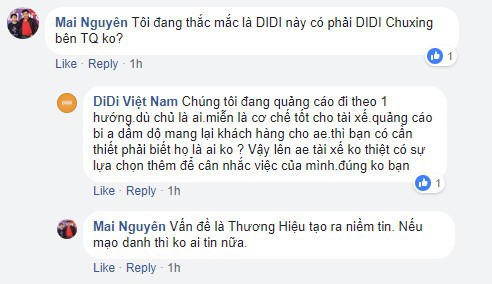 Mai Nguyên Tôi đang thắc mắc là DIDI này có phải DIDI Chuxing
bên TQ ko?
1
Like · Reply · 1h
DiDi Việt Nam Chúng tôi đang quảng cáo đi theo 1
hướng.dù chủ là ai.miễn là cơ chế tốt cho tài xế.quảng cáo
bi a dầm dộ mang lại khách hàng cho ae.thì bạn có cần
thiết phải biết họ là ai ko ? Vậy lên ae tài xế ko thiệt có sự
lựa chọn thêm để cân nhắc việc của mình.đúng ko bạn
1
Like · Reply · 1h
Mai Nguyên Vấn đề là Thương Hiệu tạo ra niềm tin. Nếu
mạo danh thì ko ai tin nữa.
Like · Reply · 1h